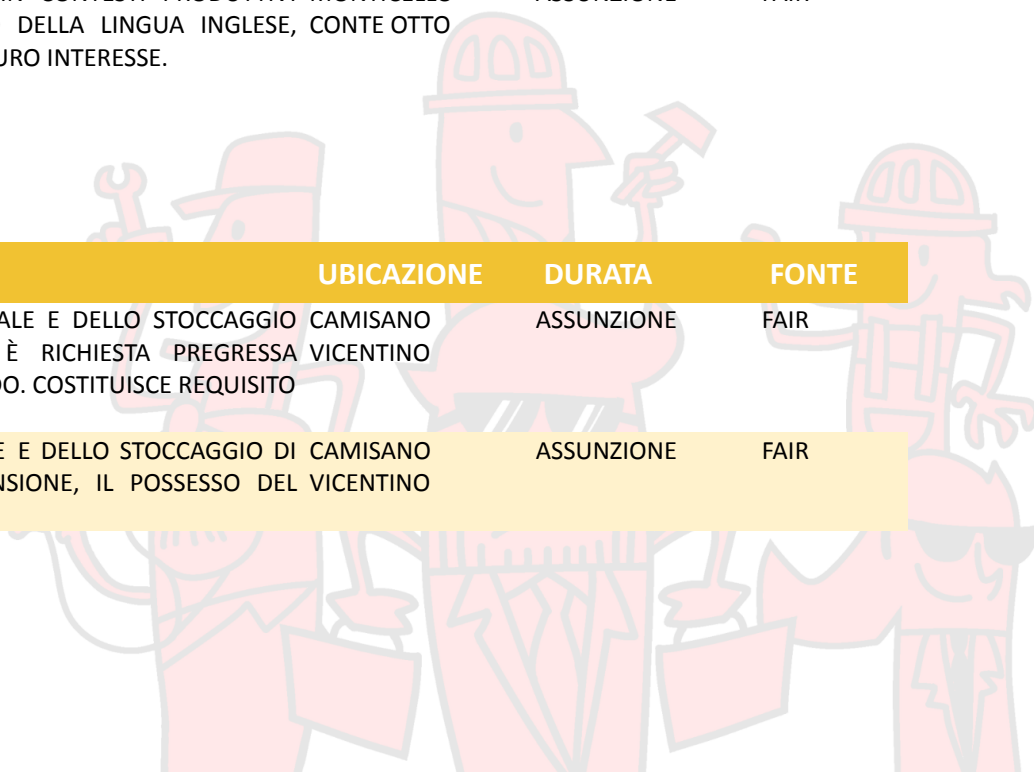 DELLA LINGUA INGLESE, CONTE OTTO
URO INTERESSE.
UBICAZIONE DURATA FONTE
ALE E DELLO STOCCAGGIO CAMISANO ASSUNZIONE FAIR
È RICHIESTA PREGRESSA VICENTINO
DO. COSTITUISCE REQUISITO
E E DELLO STOCCAGGIO DI CAMISANO ASSUNZIONE FAIR
NSIONE, IL POSSESSO DEL VICENTINO